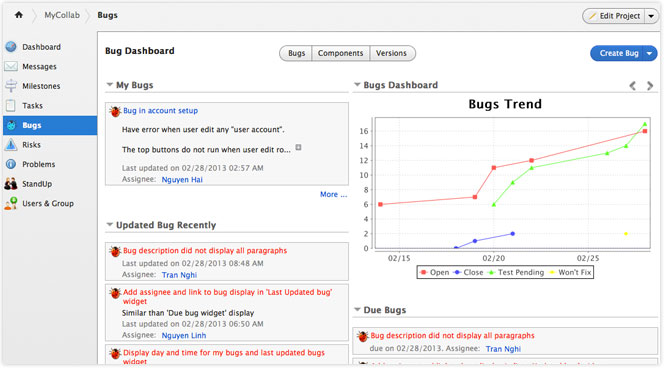 MyCollab
Bugs
Edit Project
Dashboard
Messages
Milestones
Tasks
Bugs
Risks
Problems
StandUp
Users & Group
Bug Dashboard
Bugs
Components
Versions
Create Bug
My Bugs
Bug in account setup
Have error when user edit any "user account".
The top buttons do not run when user edit ro...
Last updated on 02/28/2013 02:57 AM
Assignee: Nguyen Hai
More ...
Updated Bug Recently
Bug description did not display all paragraphs
Last updated on 02/28/2013 08:48 AM
Assignee: Tran Nghi
Add assignee and link to bug display in 'Last Updated bug'
widget
Similar than 'Due bug widget' display
Last updated on 02/28/2013 06:50 AM
Assignee: Nguyen Linh
Display day and time for my bugs and last updated bugs
widget
Bugs Dashboard
Bugs Trend
16
14
12
10
8
6
4
2
0
02/15
02/20
02/25
Open
Close
Test Pending
Won't Fix
Due Bugs
Bug description did not display all paragraphs
due on 02/28/2013. Assignee: Tran Nghi